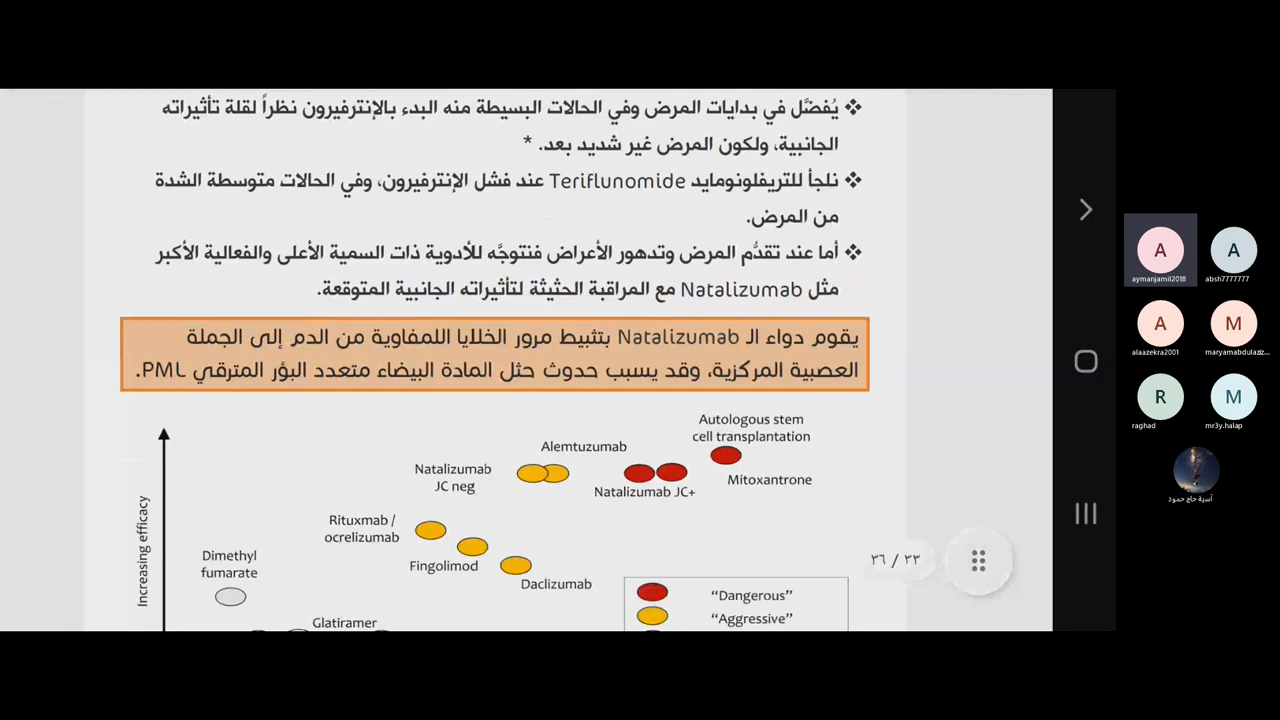 ❖ يُفضَّل في بدايات المرض وفي الحالات البسيطة منه البدء بالإنترفيرون نظراً لقلة تأثيراته
الجانبية، ولكون المرض غير شديد بعد. *
❖ نلجأ للتريفلونومايد Teriflunomide عند فشل الإنترفيرون، وفي الحالات متوسطة الشدة
من المرض.
❖ أما عند تقدُّم المرض وتدهور الأعراض فنتوجَّه للأدوية ذات السمية الأعلى والفعالية الأكبر
مثل Natalizumab مع المراقبة الحثيثة لتأثيراته الجانبية المتوقعة.
يقوم دواء الـ Natalizumab بتثبيط مرور الخلايا اللمفاوية من الدم إلى الجملة
العصبية المركزية، وقد يسبب حدوث حثل المادة البيضاء متعدد البؤر المترقي PML.
Autologous stem
cell transplantation
Alemtuzumab
Natalizumab
JC neg
Natalizumab JC+
Mitoxantrone
Rituxmab /
ocrelizumab
Fingolimod
Daclizumab
Dimethyl
fumarate
Glatiramer
Increasing efficacy
"Dangerous"
"Aggressive"
٣٣ / ٣٦
A
aymanjamil2018
A
absh7777777
A
alaazekra2001
M
maryamabdulaziz...
R
raghad
M
mr3y.halap
آسية حاج حمود